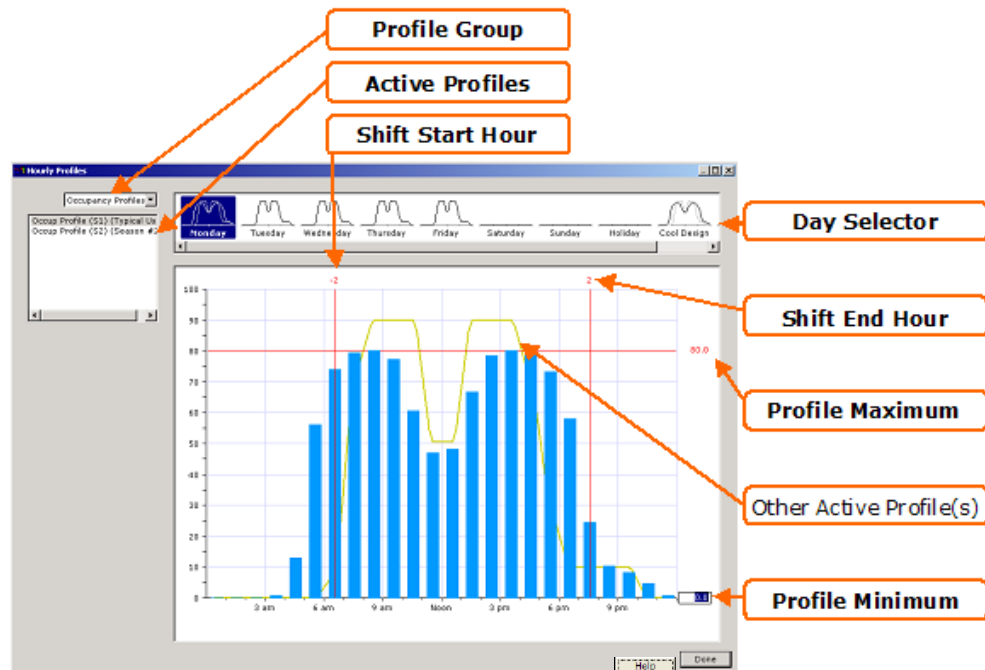 Profile Group
Active Profiles
Shift Start Hour
Hourly Profiles
Occupancy Profiles
Occup Profile (S1) (Typical Us
Occup Profile (S2) (Season #2
Monday
Tuesday
Wednesday
Thursday
Friday
Saturday
Sunday
Holiday
Cool Design
Day Selector
-2
2
Shift End Hour
100
90
80
80.0
Profile Maximum
70
60
50
40
30
Other Active Profile(s)
20
10
0
0.0
Profile Minimum
3 am
6 am
9 am
Noon
3 pm
6 pm
9 pm
Help
Done